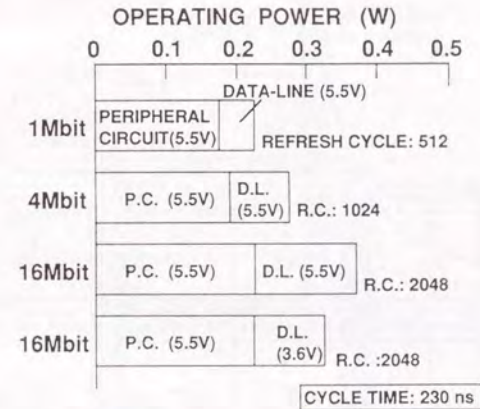 OPERATING POWER (W)
0 0.1 0.2 0.3 0.4 0.5
DATA-LINE (5.5V)
1Mbit
PERIPHERAL
CIRCUIT(5.5V)
REFRESH CYCLE: 512
4Mbit
P.C. (5.5V)
D.L.
(5.5V)
R.C.: 1024
16Mbit
P.C. (5.5V)
D.L. (5.5V)
R.C.: 2048
16Mbit
P.C. (5.5V)
D.L.
(3.6V)
R.C. :2048
CYCLE TIME: 230 ns